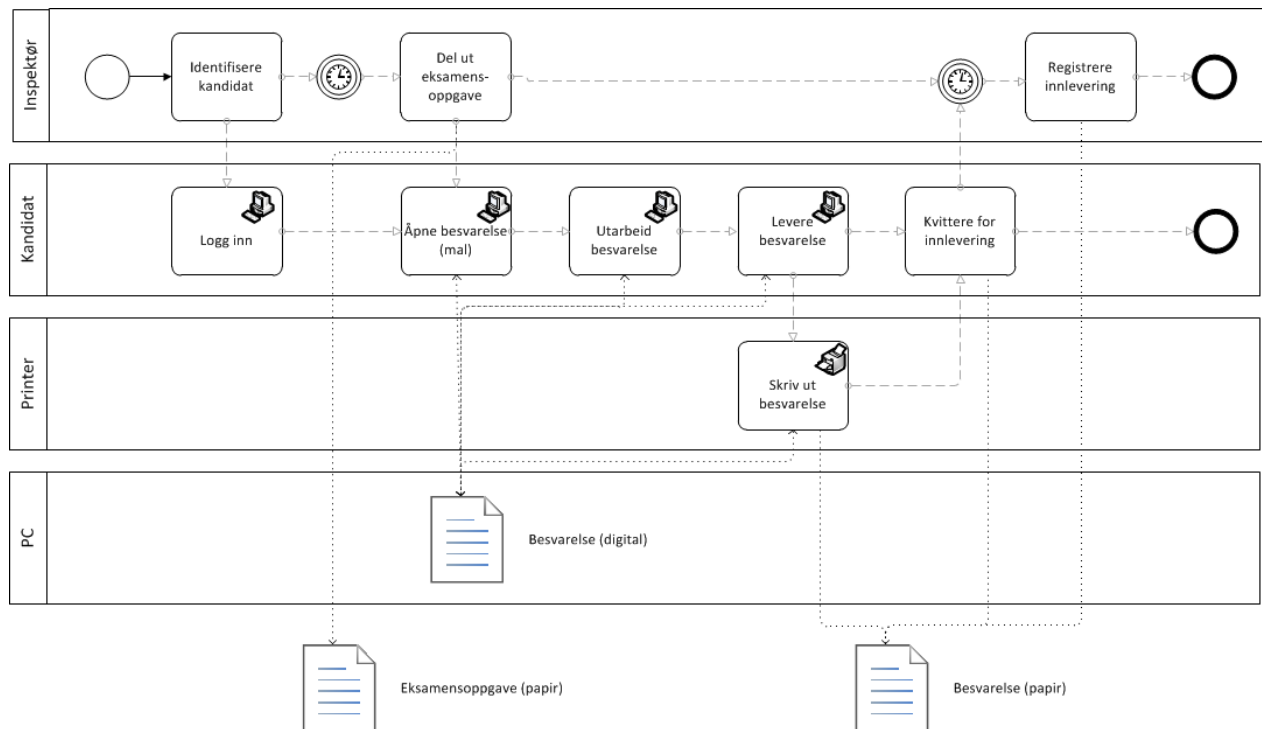 Inspektør
Identifisere
kandidat
Del ut
eksamens-
oppgave
Registrere
innlevering
Kandidat
Logg inn
Åpne besvarelse
(mal)
Utarbeid
besvarelse
Levere
besvarelse
Kvittere for
innlevering
Printer
Skriv ut
besvarelse
PC
Besvarelse (digital)
Eksamensoppgave (papir)
Besvarelse (papir)